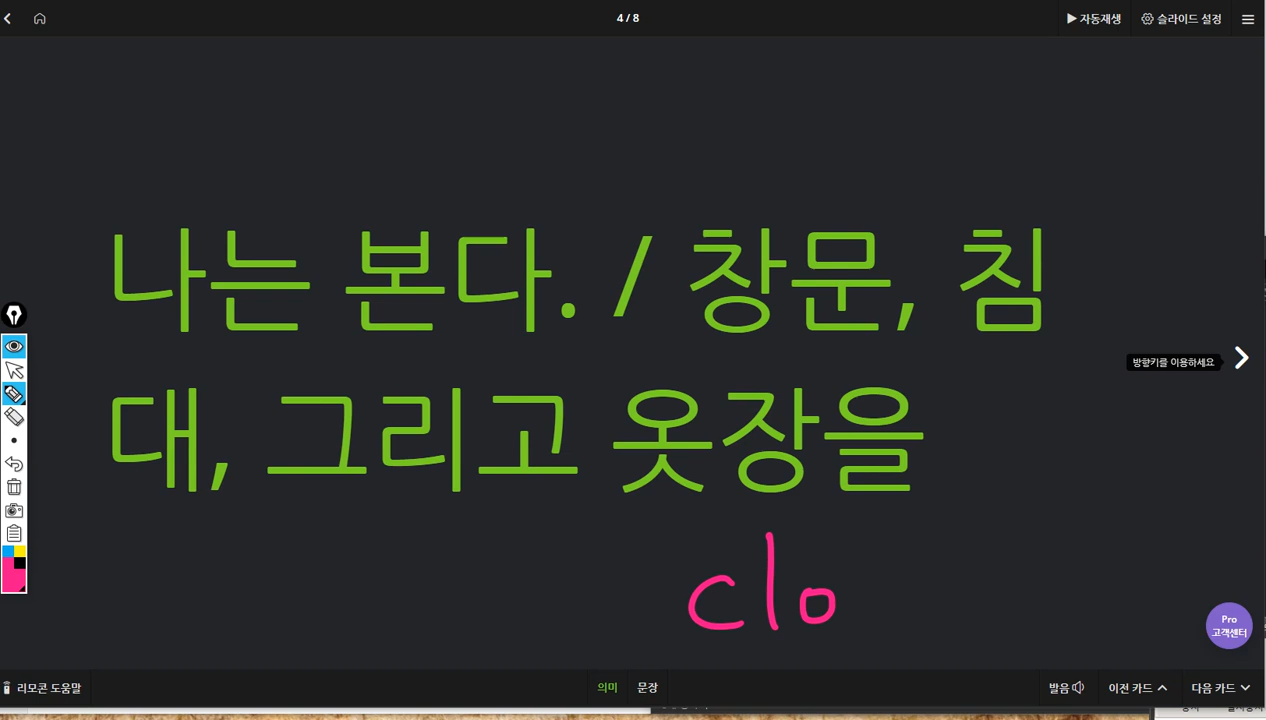 4 / 8
자동재생
슬라이드 설정
나는 본다. / 창문, 침
대, 그리고 옷장을
방향키를 이용하세요
clo
Pro
고객센터
리모콘 도움말
의미
문장
발음
이전 카드
다음 카드